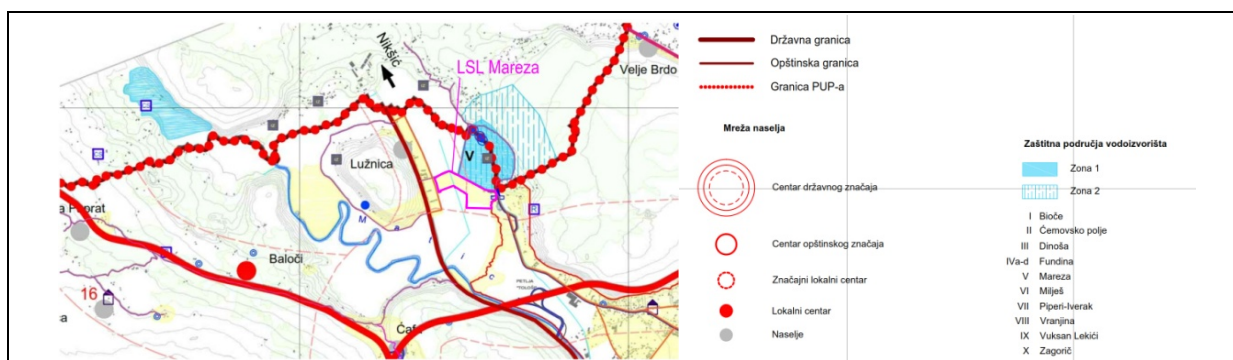 Nikšić
LSL Mareza
Velje Brdo
V
Lužnica
Baloči
16
Državna granica
Opštinska granica
Granica PUP-a
Mreža naselja
Centar državnog značaja
Centar opštinskog značaja
Značajni lokalni centar
Lokalni centar
Naselje
Zaštitna područja vodoizvorišta
Zona 1
Zona 2
I Bioče
II Ćemovsko polje
III Dinoša
IVa-d Fundina
V Mareza
VI Milješ
VII Piperi-Iverak
VIII Vranjina
IX Vuksan Lekići
X Zagorič